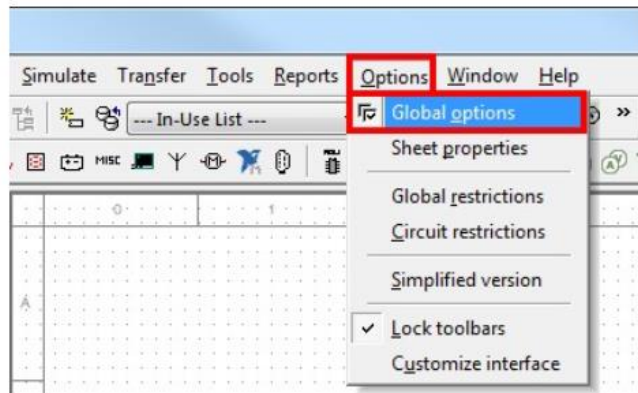 Simulate Transfer Tools Reports Options Window Help
--- In-Use List ---
Global options
»
MISC
Sheet properties
0 1
Global restrictions
Circuit restrictions
Simplified version
A
Lock toolbars
Customize interface